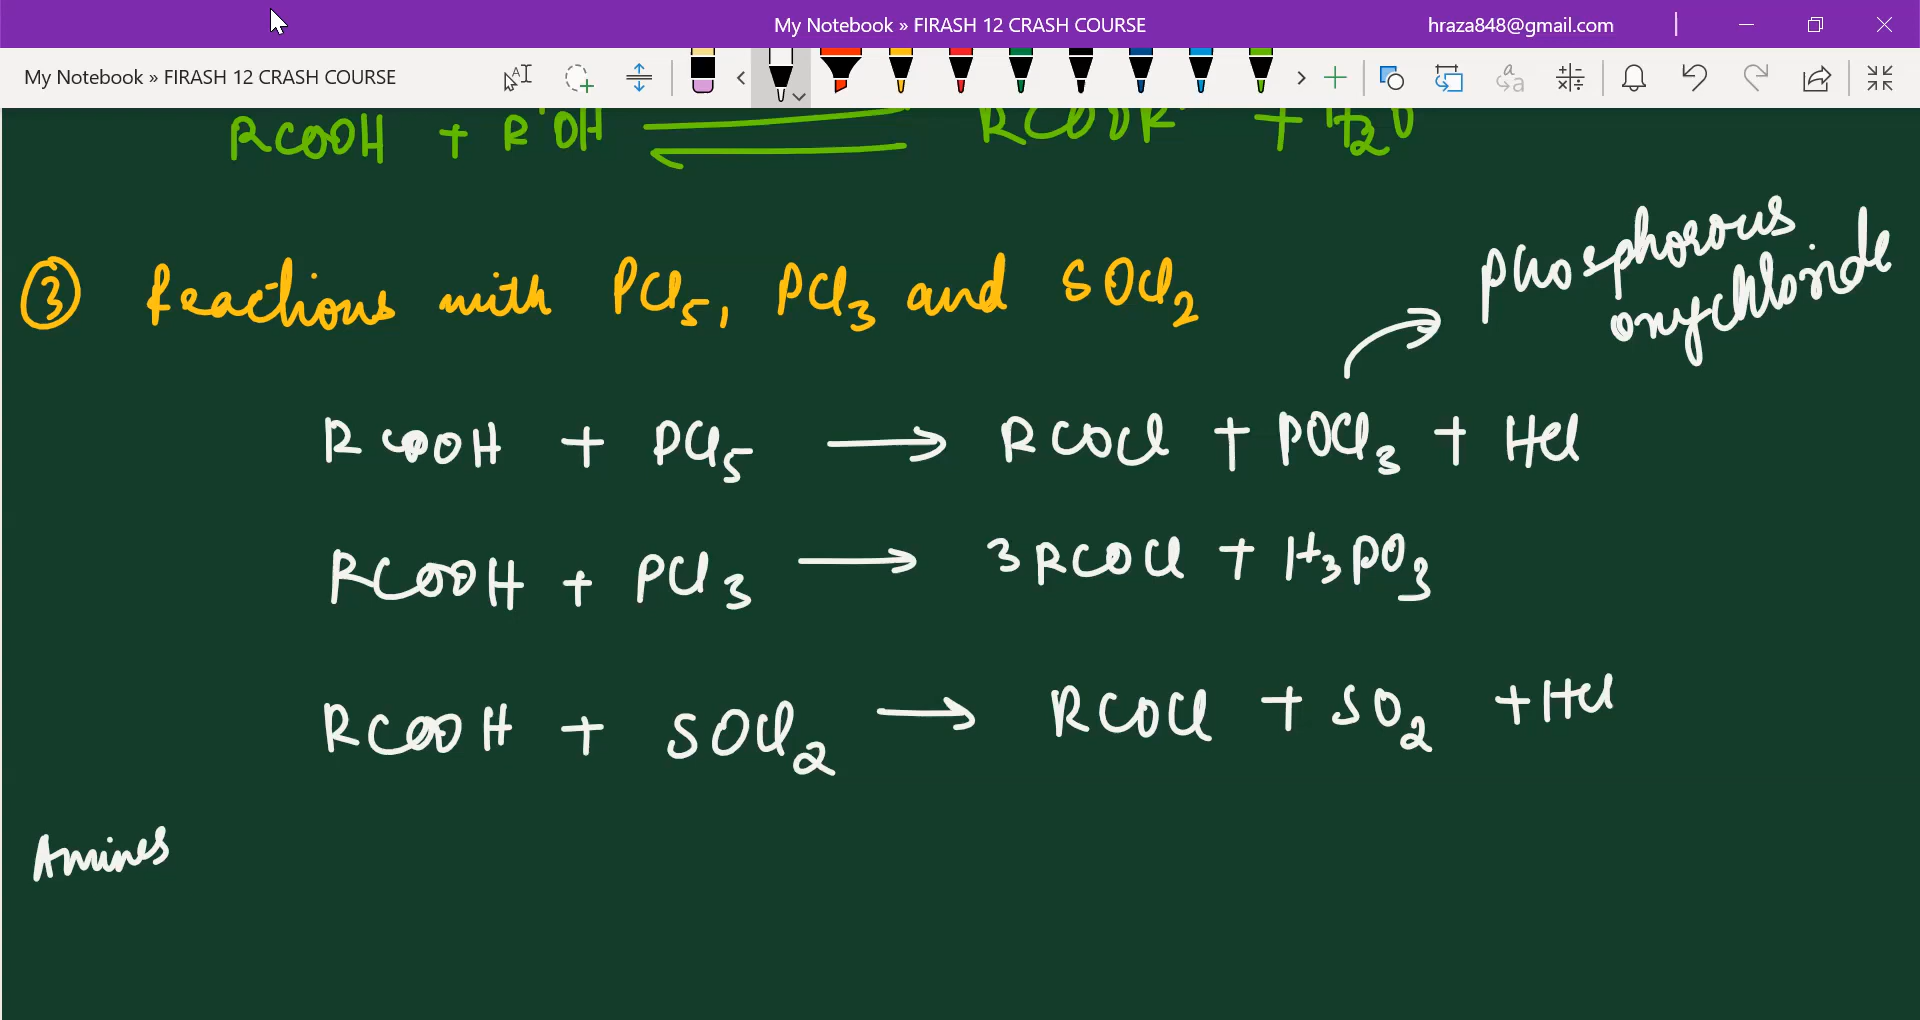 My Notebook » FIRASH 12 CRASH COURSE
hraza848@gmail.com
My Notebook » FIRASH 12 CRASH COURSE
RCOOH + R'OH ⇌ RCOOR' + H2O
③ Reactions with PCl5, PCl3 and SOCl2
Phosphorous
oxychloride
RCOOH + PCl5 ⟶ RCOCl + POCl3 + HCl
RCOOH + PCl3 ⟶ 3RCOCl + H3PO3
RCOOH + SOCl2 ⟶ RCOCl + SO2 + HCl
Amines